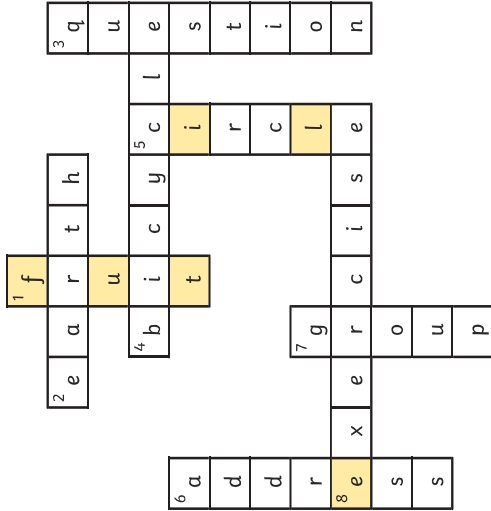 1 fruit
2 earth
3 question
4 bicycle
5 circle
6 address
7 group
8 exercise